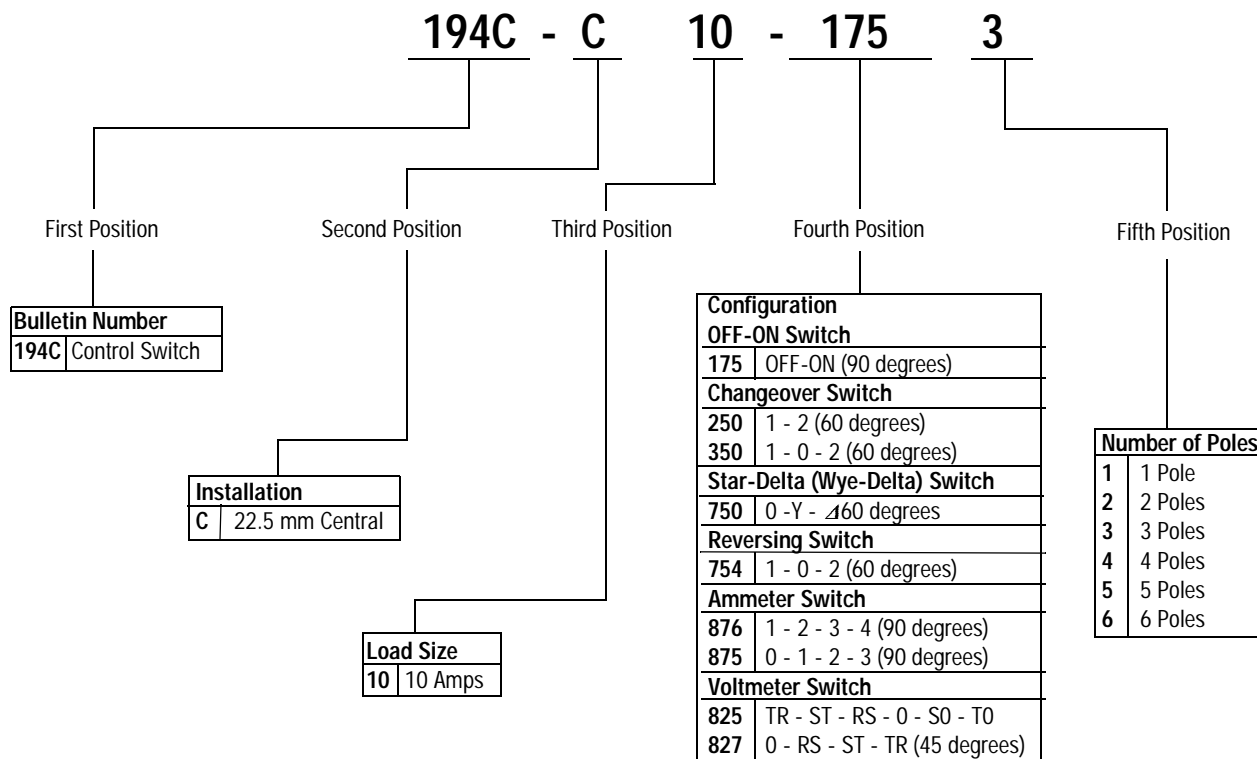 194C - C 10 - 175 3
First Position
Second Position
Third Position
Fourth Position
Fifth Position
Bulletin Number
194C Control Switch
Installation
C 22.5 mm Central
Load Size
10 10 Amps
Configuration
OFF-ON Switch
175 OFF-ON (90 degrees)
Changeover Switch
250 1 - 2 (60 degrees)
350 1 - 0 - 2 (60 degrees)
Star-Delta (Wye-Delta) Switch
750 0 -Y - ⊿60 degrees
Reversing Switch
754 1 - 0 - 2 (60 degrees)
Ammeter Switch
876 1 - 2 - 3 - 4 (90 degrees)
875 0 - 1 - 2 - 3 (90 degrees)
Voltmeter Switch
825 TR - ST - RS - 0 - S0 - T0
827 0 - RS - ST - TR (45 degrees)
Number of Poles
1 1 Pole
2 2 Poles
3 3 Poles
4 4 Poles
5 5 Poles
6 6 Poles